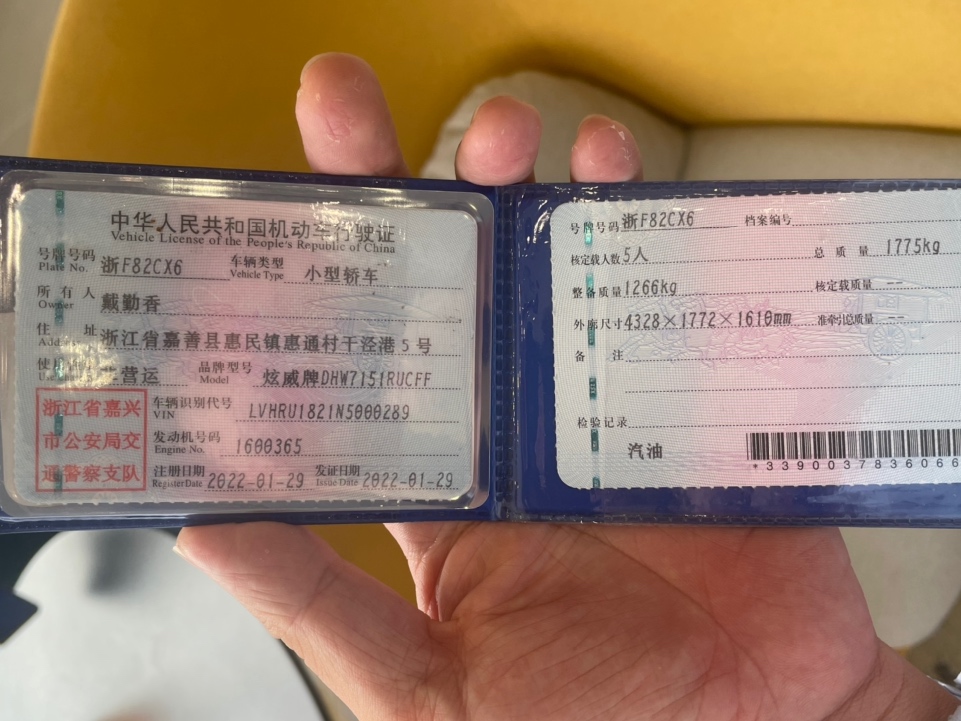 中华人民共和国机动车行驶证
Vehicle License of the People's Republic of China
号牌号码 浙F82CX6 车辆类型 小型轿车
Plate No. Vehicle Type
所有人 戴勤香
Owner
住址 浙江省嘉善县惠民镇惠通村干泾港5号
使 营运 品牌型号 炫威牌DHW7151RUCFF
Model
浙江省嘉兴
市公安局交
通警察支队
车辆识别代号 LVHRU1821N5000289
VIN
发动机号码 1600365
Engine No.
注册日期 2022-01-29 发证日期 2022-01-29
Register Date Issue Date
号牌号码 浙F82CX6 档案编号
核定载人数 5人 总质量 1775kg
整备质量 1266kg 核定载质量 --
外廓尺寸 4328×1772×1610mm 准牵引总质量 --
备注
检验记录
汽油
*339003783606